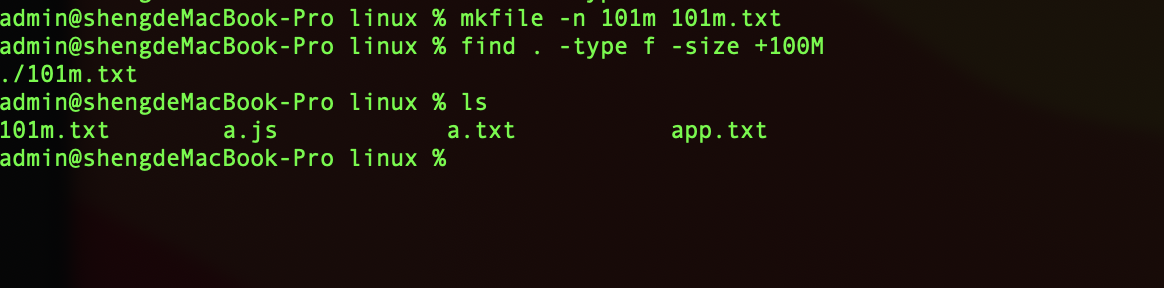 admin@shengdeMacBook-Pro linux % mkfile -n 101m 101m.txt
admin@shengdeMacBook-Pro linux % find . -type f -size +100M
./101m.txt
admin@shengdeMacBook-Pro linux % ls
101m.txt a.js a.txt app.txt
admin@shengdeMacBook-Pro linux %